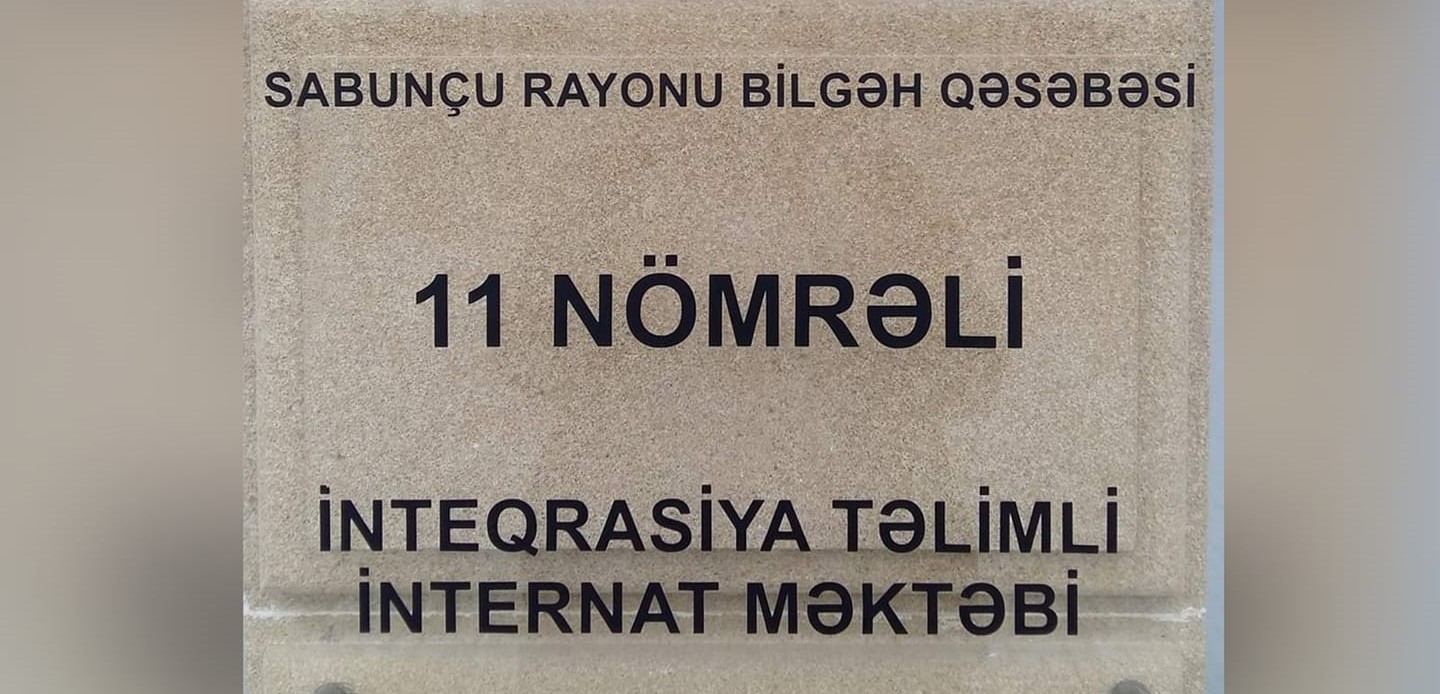 SABUNÇU RAYONU BİLGƏH QƏSƏBƏSİ
11 NÖMRƏLİ
İNTEQRASİYA TƏLİMLİ
İNTERNAT MƏKTƏBİ